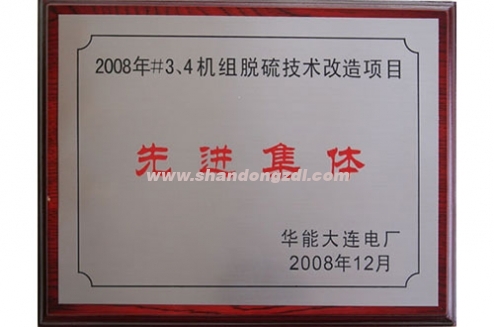 2008年#3、4机组脱硫技术改造项目
先进集体
www.shandongzdl.com
华能大连电厂
2008年12月